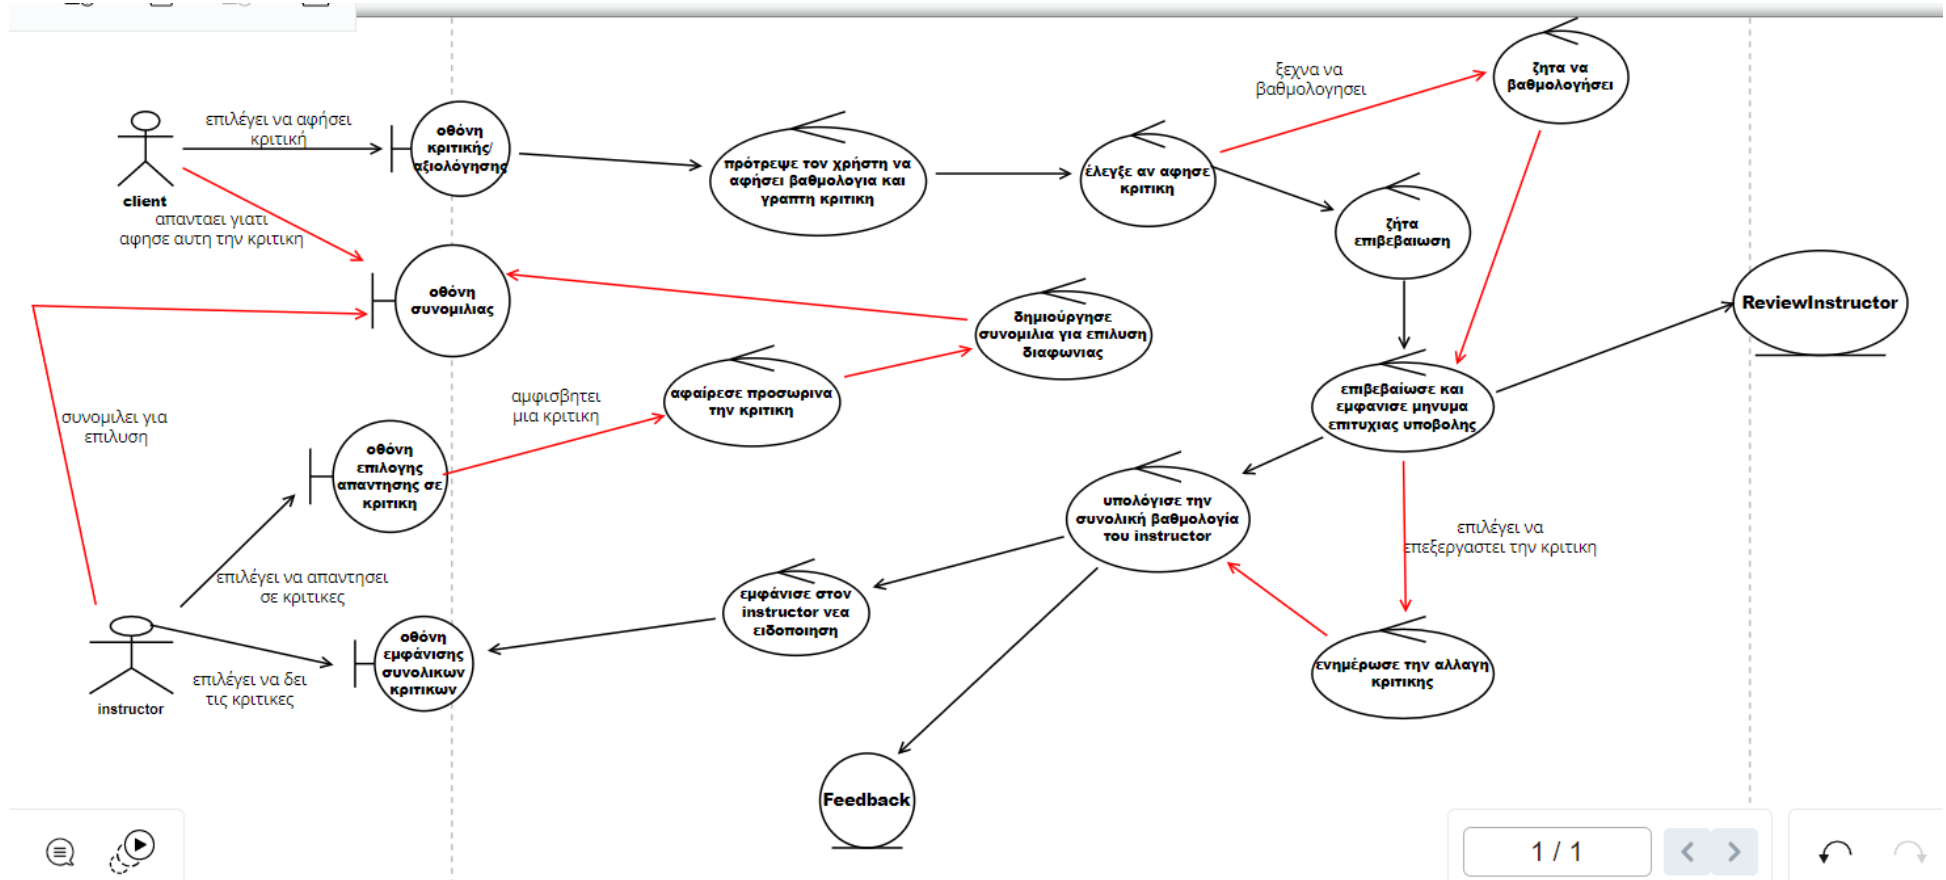 ζητα να
βαθμολογήσει
ξεχνα να
βαθμολογησει
επιλέγει να αφήσει
κριτική
οθόνη
κριτικής/
αξιολόγησης
πρότρεψε τον χρήστη να
αφήσει βαθμολογια και
γραπτη κριτικη
έλεγξε αν αφησε
κριτικη
client
απανταει γιατι
αφησε αυτη την κριτικη
ζήτα
επιβεβαιωση
οθόνη
συνομιλιας
ReviewInstructor
δημιούργησε
συνομιλια για επιλυση
διαφωνιας
αφαίρεσε προσωρινα
την κριτικη
αμφισβητει
μια κριτικη
επιβεβαίωσε και
εμφανισε μηνυμα
επιτυχιας υποβολης
συνομιλει για
επιλυση
οθόνη
επιλογης
απαντησης σε
κριτικη
υπολόγισε την
συνολική βαθμολογία
του instructor
επιλέγει να
επεξεργαστει την κριτικη
επιλέγει να απαντησει
σε κριτικες
εμφάνισε στον
instructor νεα
ειδοποιηση
οθόνη
εμφάνισης
συνολικων
κριτικων
ενημέρωσε την αλλαγη
κριτικης
επιλέγει να δει
τις κριτικες
instructor
Feedback
1 / 1